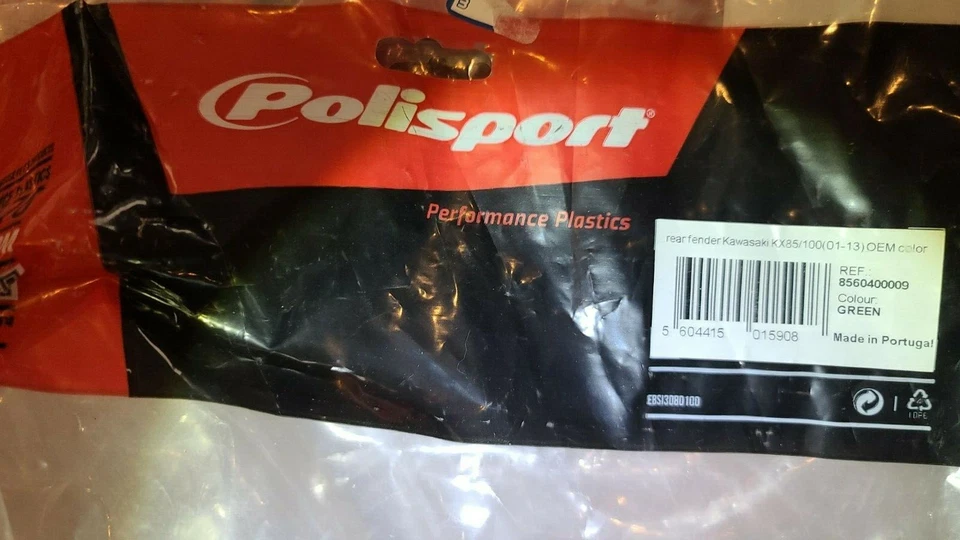 Polisport®
Performance Plastics
rear fender Kawasaki KX85/100(01-13) OEM color
REF.:
8560400009
Colour:
GREEN
5 604415 015908
Made in Portugal
EBSI3080100